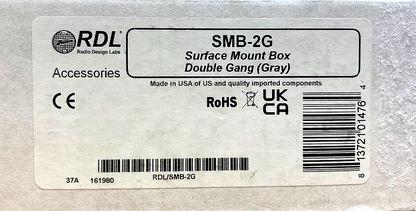 RDL®
Radio Design Labs
Accessories
SMB-2G
Surface Mount Box
Double Gang (Gray)
Made in USA of US and quality imported components
CE RoHS UK CA
8 13721 01476 4
RDL/SMB-2G
37A 161980